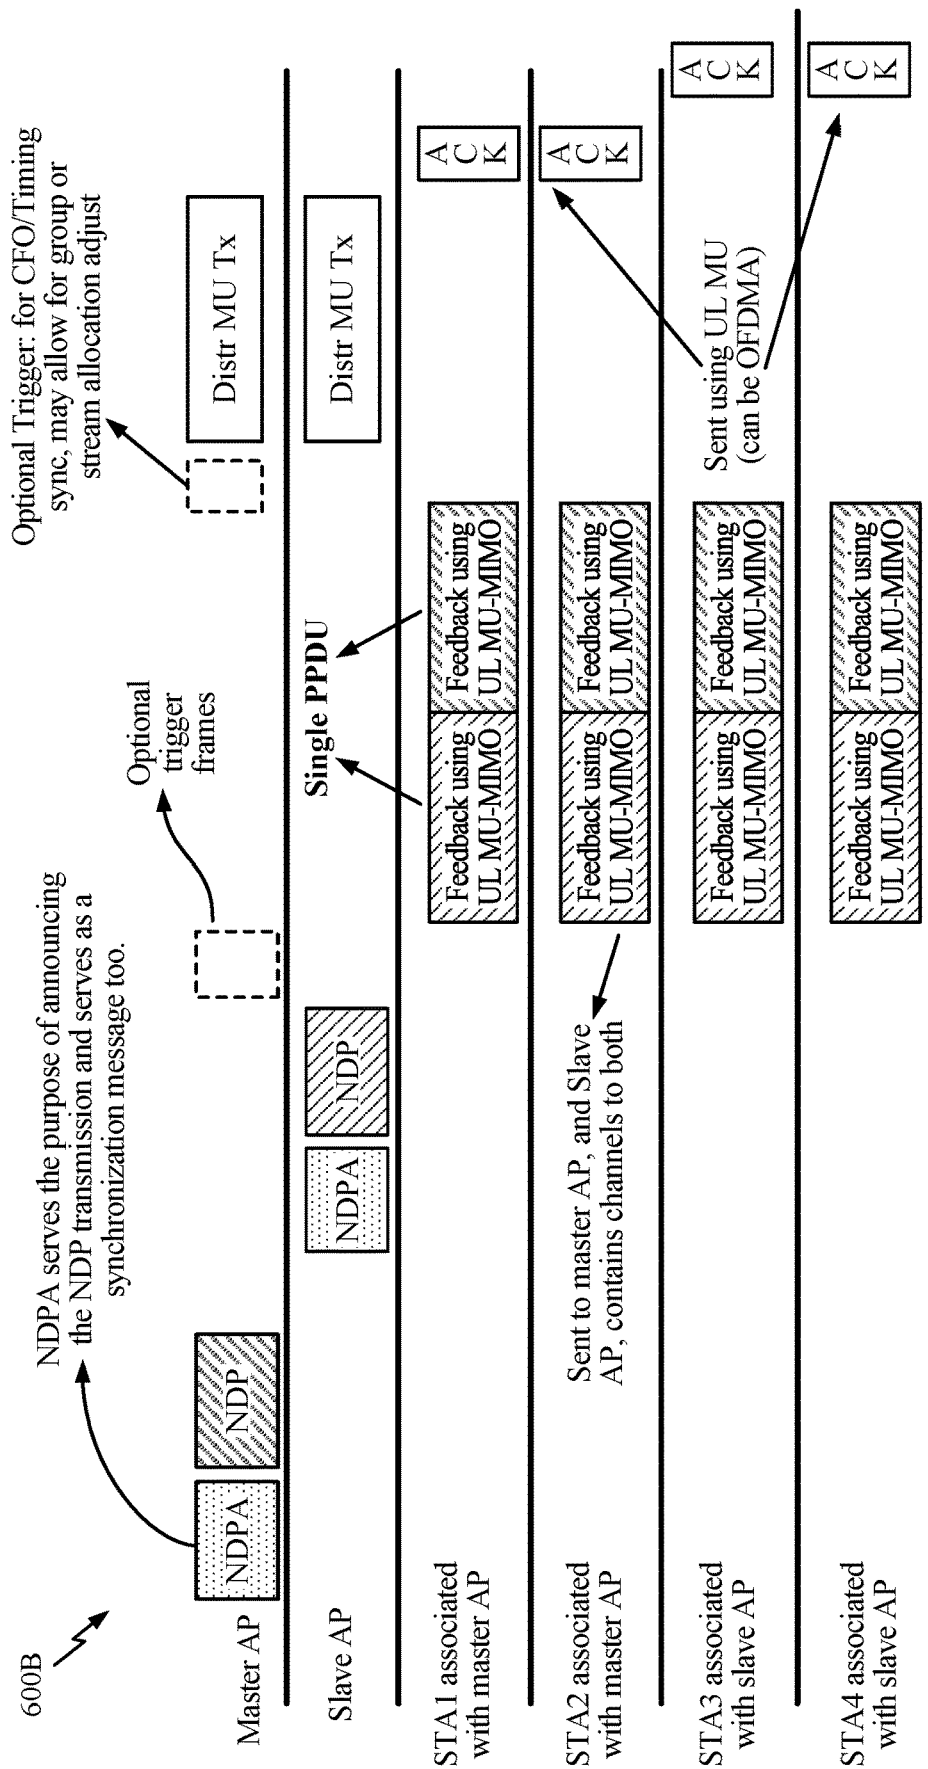 600B
NDPA serves the purpose of announcing
the NDP transmission and serves as a
synchronization message too.
Optional
trigger
frames
Optional Trigger: for CFO/Timing
sync, may allow for group or
stream allocation adjust
Master AP
NDPA
NDP
Distr MU Tx
Slave AP
NDPA
NDP
Single PPDU
Distr MU Tx
STA1 associated
with master AP
Feedback using
UL MU-MIMO
Feedback using
UL MU-MIMO
A
C
K
STA2 associated
with master AP
Sent to master AP, and Slave
AP, contains channels to both
Feedback using
UL MU-MIMO
Feedback using
UL MU-MIMO
A
C
K
STA3 associated
with slave AP
Feedback using
UL MU-MIMO
Feedback using
UL MU-MIMO
Sent using UL MU
(can be OFDMA)
A
C
K
STA4 associated
with slave AP
Feedback using
UL MU-MIMO
Feedback using
UL MU-MIMO
A
C
K